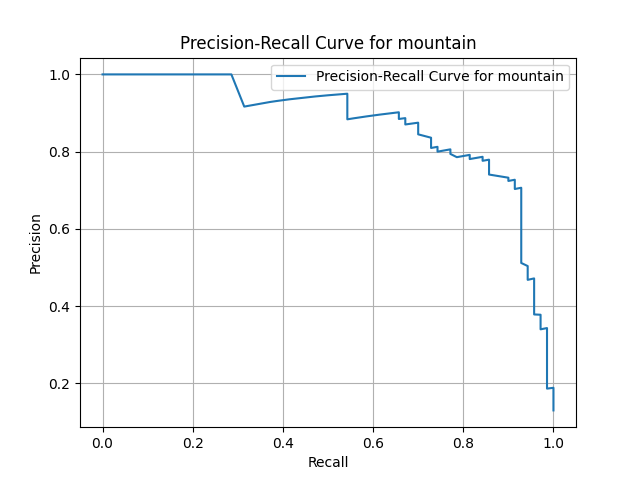 Precision-Recall Curve for mountain
Precision-Recall Curve for mountain
1.0
0.8
0.6
0.4
0.2
Precision
0.0 0.2 0.4 0.6 0.8 1.0
Recall